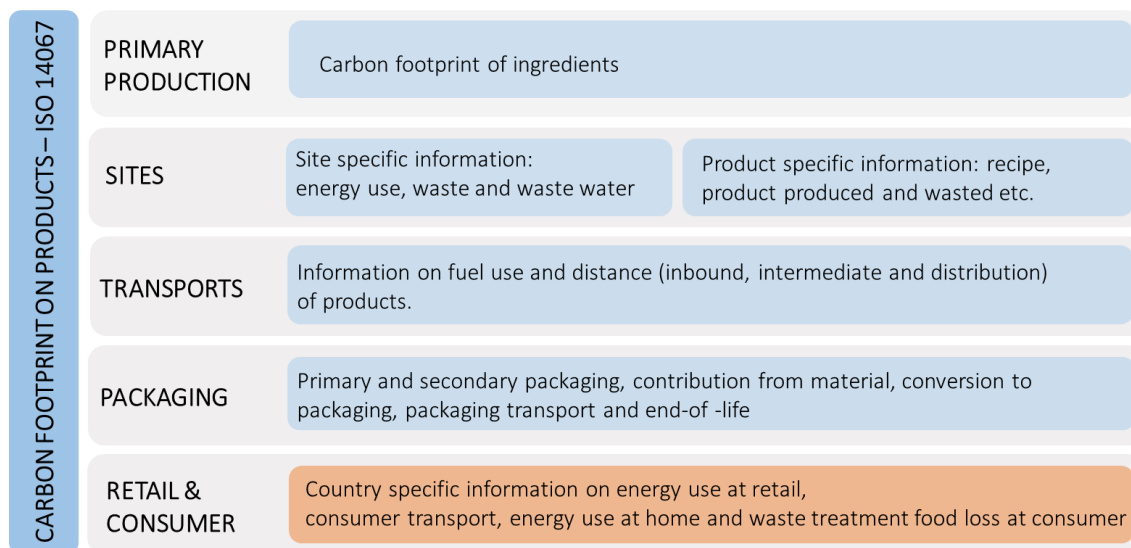 CARBON FOOTPRINT ON PRODUCTS – ISO 14067
PRIMARY
PRODUCTION
Carbon footprint of ingredients
SITES
Site specific information:
energy use, waste and waste water
Product specific information: recipe,
product produced and wasted etc.
TRANSPORTS
Information on fuel use and distance (inbound, intermediate and distribution)
of products.
PACKAGING
Primary and secondary packaging, contribution from material, conversion to
packaging, packaging transport and end-of -life
RETAIL &
CONSUMER
Country specific information on energy use at retail,
consumer transport, energy use at home and waste treatment food loss at consumer